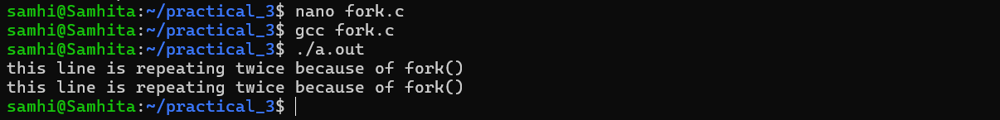 samhi@Samhita:~/practical_3$ nano fork.c
samhi@Samhita:~/practical_3$ gcc fork.c
samhi@Samhita:~/practical_3$ ./a.out
this line is repeating twice because of fork()
this line is repeating twice because of fork()
samhi@Samhita:~/practical_3$